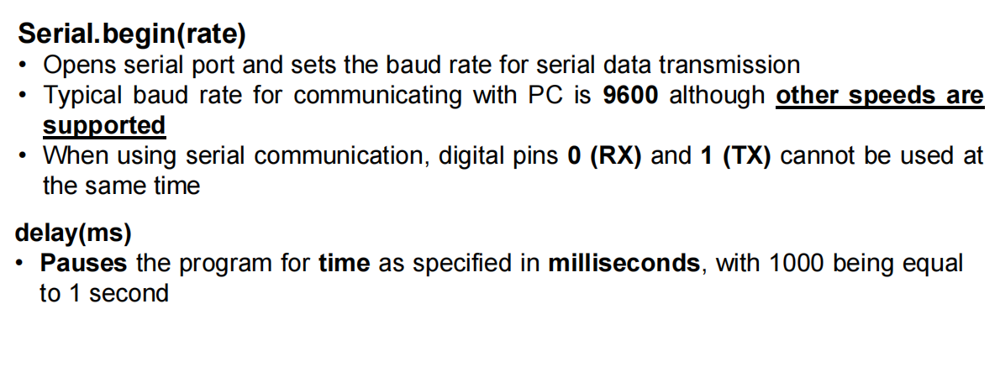 Serial.begin(rate)
• Opens serial port and sets the baud rate for serial data transmission
• Typical baud rate for communicating with PC is 9600 although other speeds are
supported
• When using serial communication, digital pins 0 (RX) and 1 (TX) cannot be used at
the same time
delay(ms)
• Pauses the program for time as specified in milliseconds, with 1000 being equal
to 1 second